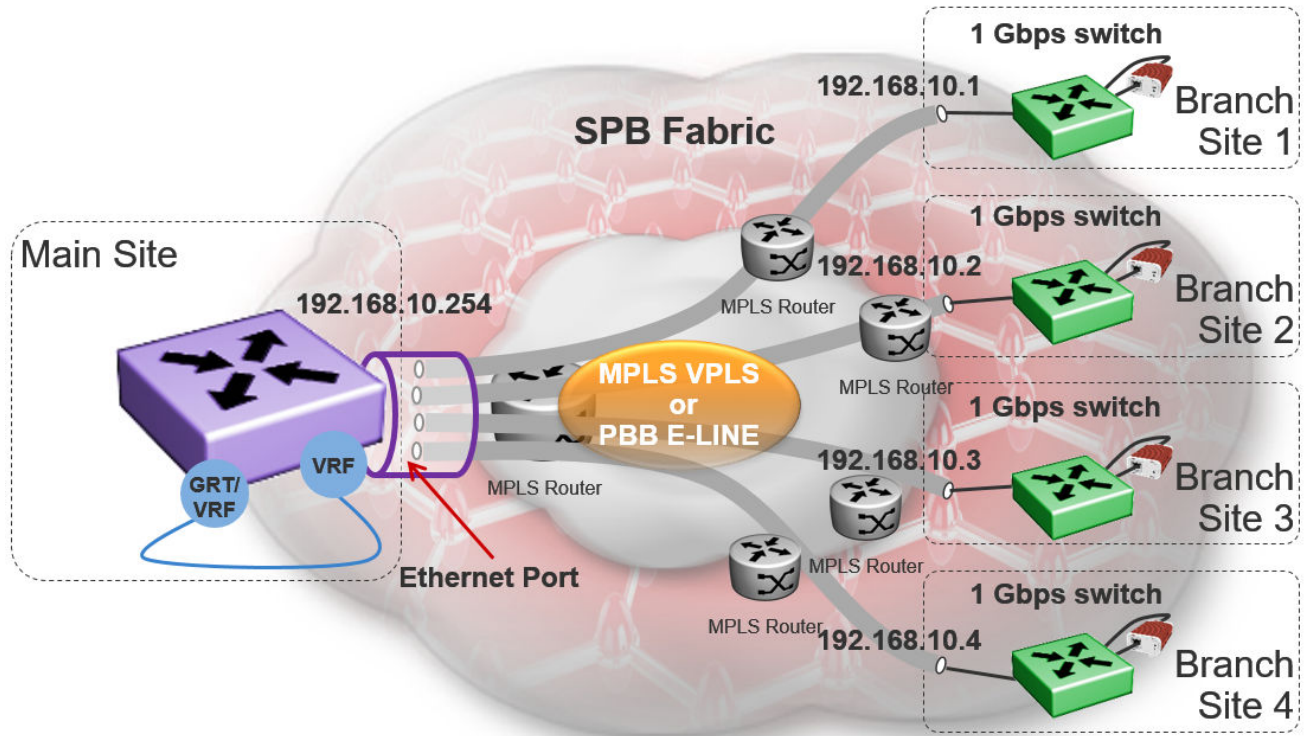 1 Gbps switch
192.168.10.1
Branch
Site 1
SPB Fabric
1 Gbps switch
Main Site
192.168.10.2
Branch
Site 2
192.168.10.254
MPLS Router
MPLS VPLS
or
PBB E-LINE
MPLS Router
1 Gbps switch
VRF
GRT/
VRF
192.168.10.3
Branch
Site 3
MPLS Router
Ethernet Port
MPLS Router
1 Gbps switch
MPLS Router
192.168.10.4
Branch
Site 4